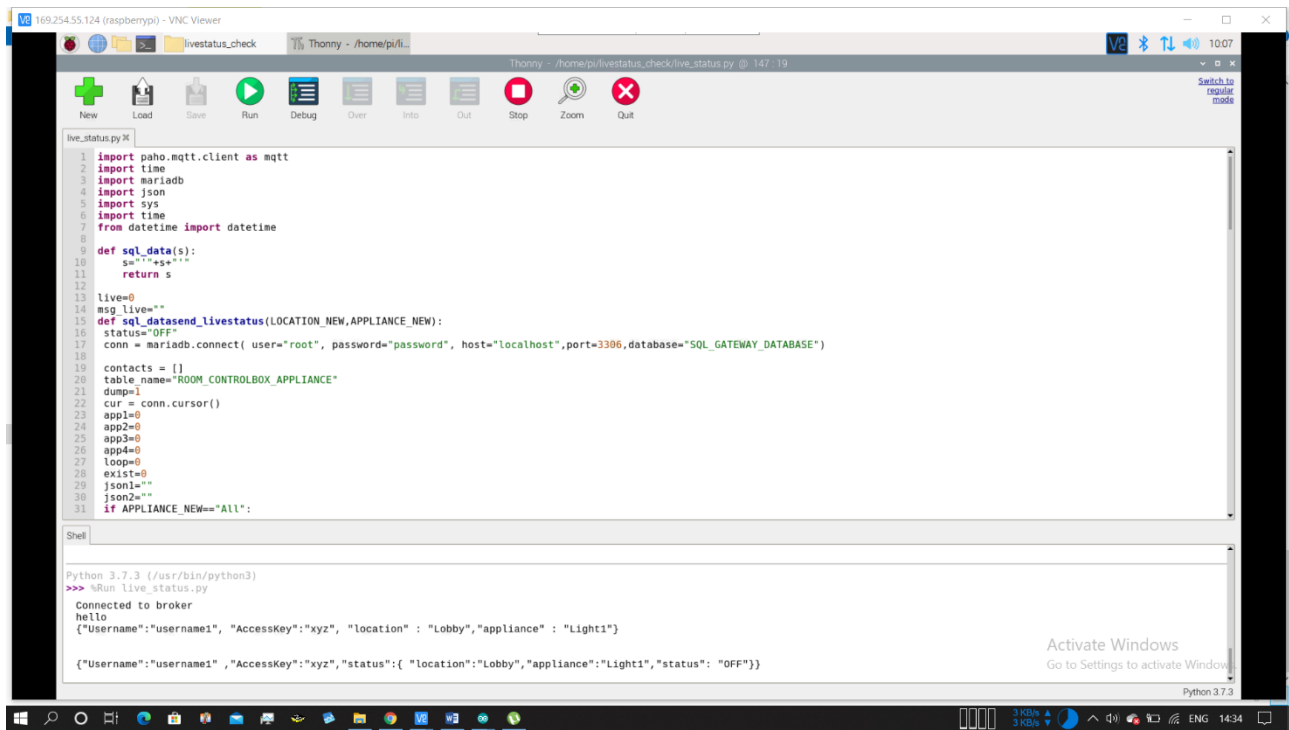 169.254.55.124 (raspberrypi) - VNC Viewer
livestatus_check
Thonny - /home/pi/li...
10:07
Thonny - /home/pi/livestatus_check/live_status.py @ 147:19
New Load Save Run Debug Over Into Out Stop Zoom Quit
Switch to
regular
mode
live_status.py
1 import paho.mqtt.client as mqtt
2 import time
3 import mariadb
4 import json
5 import sys
6 import time
7 from datetime import datetime
8
9 def sql_data(s):
10 s="'"+s+"'"
11 return s
12
13 live=0
14 msg_live=""
15 def sql_datasend_livestatus(LOCATION_NEW,APPLIANCE_NEW):
16 status="OFF"
17 conn = mariadb.connect( user="root", password="password", host="localhost",port=3306,database="SQL_GATEWAY_DATABASE")
18
19 contacts = []
20 table_name="ROOM_CONTROLBOX_APPLIANCE"
21 dump=1
22 cur = conn.cursor()
23 app1=0
24 app2=0
25 app3=0
26 app4=0
27 loop=0
28 exist=0
29 json1=""
30 json2=""
31 if APPLIANCE_NEW=="All":
Shell
Python 3.7.3 (/usr/bin/python3)
>>> %Run live_status.py
Connected to broker
hello
{"Username":"username1", "AccessKey":"xyz", "location" : "Lobby","appliance" : "Light1"}
{"Username":"username1" ,"AccessKey":"xyz","status":{ "location":"Lobby","appliance":"Light1","status": "OFF"}}
Activate Windows
Go to Settings to activate Windows.
Python 3.7.3
3 KB/s
3 KB/s
ENG 14:34